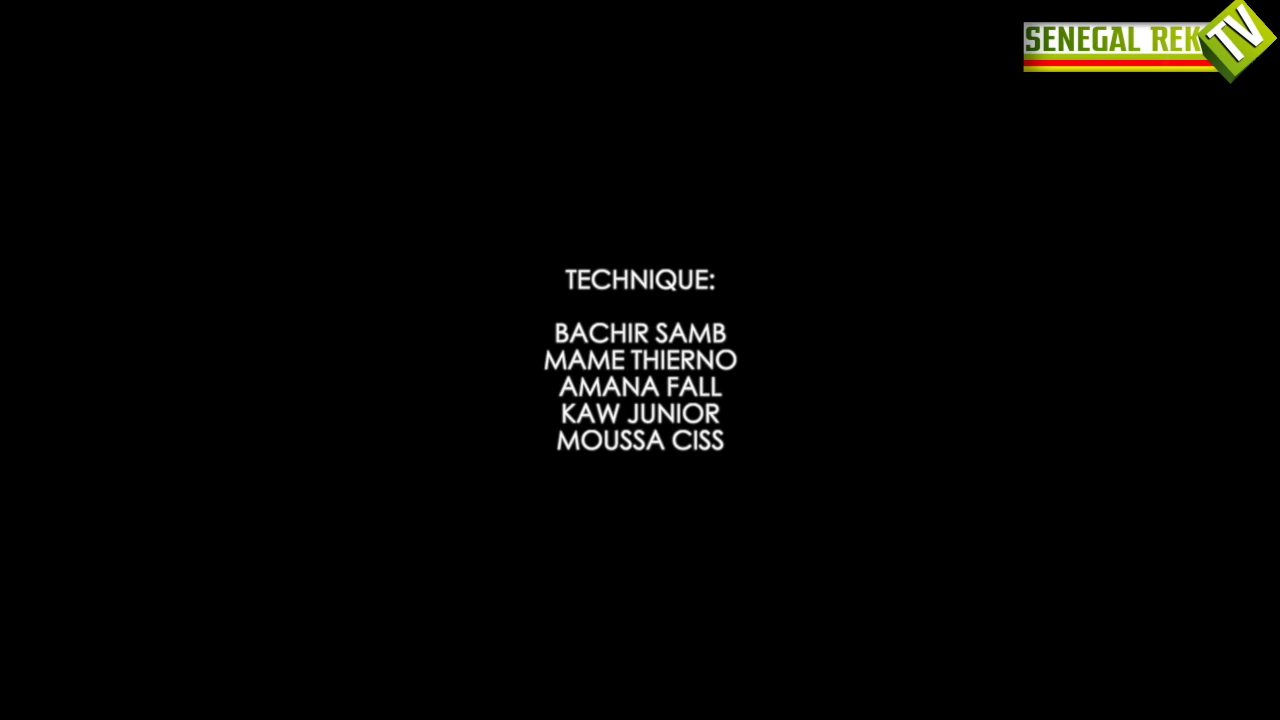 SENEGAL REK TV
TECHNIQUE:
BACHIR SAMB
MAME THIERNO
AMANA FALL
KAW JUNIOR
MOUSSA CISS